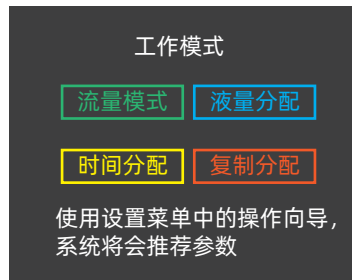 工作模式
流量模式 液量分配
时间分配 复制分配
使用设置菜单中的操作向导，
系统将会推荐参数